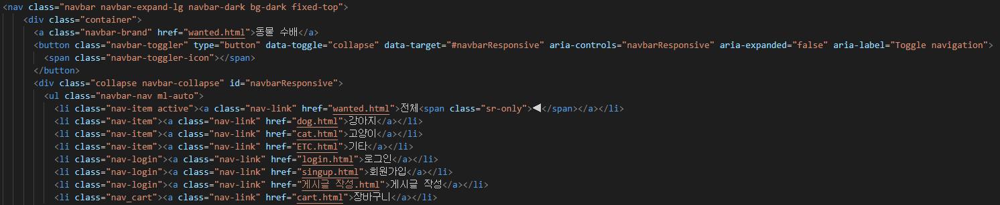 <nav class="navbar navbar-expand-lg navbar-dark bg-dark fixed-top">
<div class="container">
<a class="navbar-brand" href="wanted.html">동물 수배</a>
<button class="navbar-toggler" type="button" data-toggle="collapse" data-target="#navbarResponsive" aria-controls="navbarResponsive" aria-expanded="false" aria-label="Toggle navigation">
<span class="navbar-toggler-icon"></span>
</button>
<div class="collapse navbar-collapse" id="navbarResponsive">
<ul class="navbar-nav ml-auto">
<li class="nav-item active"><a class="nav-link" href="wanted.html">전체<span class="sr-only">◀</span></a></li>
<li class="nav-item"><a class="nav-link" href="dog.html">강아지</a></li>
<li class="nav-item"><a class="nav-link" href="cat.html">고양이</a></li>
<li class="nav-item"><a class="nav-link" href="ETC.html">기타</a></li>
<li class="nav-login"><a class="nav-link" href="login.html">로그인</a></li>
<li class="nav-login"><a class="nav-link" href="singup.html">회원가입</a></li>
<li class="nav-login"><a class="nav-link" href="게시글 작성.html">게시글 작성</a></li>
<li class="nav_cart"><a class="nav-link" href="cart.html">장바구니</a></li>